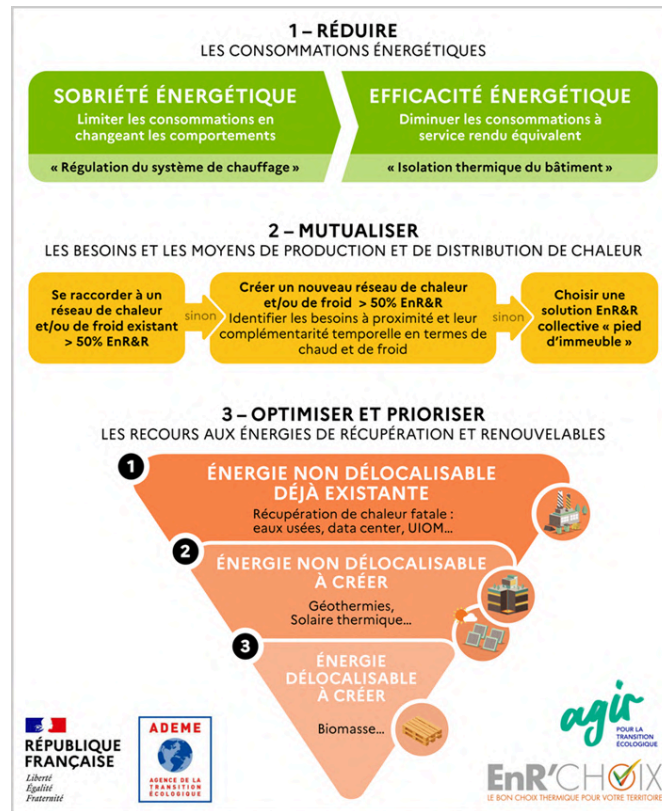 1 – RÉDUIRE
LES CONSOMMATIONS ÉNERGÉTIQUES
SOBRIÉTÉ ÉNERGÉTIQUE
Limiter les consommations en
changeant les comportements
« Régulation du système de chauffage »
EFFICACITÉ ÉNERGÉTIQUE
Diminuer les consommations à
service rendu équivalent
« Isolation thermique du bâtiment »
2 – MUTUALISER
LES BESOINS ET LES MOYENS DE PRODUCTION ET DE DISTRIBUTION DE CHALEUR
Se raccorder à un
réseau de chaleur
et/ou de froid existant
> 50% EnR&R
sinon
Créer un nouveau réseau de chaleur
et/ou de froid > 50% EnR&R
Identifier les besoins à proximité et leur
complémentarité temporelle en termes de
chaud et de froid
sinon
Choisir une
solution EnR&R
collective « pied
d'immeuble »
3 – OPTIMISER ET PRIORISER
LES RECOURS AUX ÉNERGIES DE RÉCUPÉRATION ET RENOUVELABLES
1
ÉNERGIE NON DÉLOCALISABLE
DÉJÀ EXISTANTE
Récupération de chaleur fatale :
eaux usées, data center, UIOM...
2
ÉNERGIE NON DÉLOCALISABLE
À CRÉER
Géothermies,
Solaire thermique...
3
ÉNERGIE
DÉLOCALISABLE
À CRÉER
Biomasse...
RÉPUBLIQUE
FRANÇAISE
Liberté
Égalité
Fraternité
ADEME
AGENCE DE LA
TRANSITION
ÉCOLOGIQUE
agir
POUR LA
TRANSITION
ÉCOLOGIQUE
EnR'CHOIX
LE BON CHOIX THERMIQUE POUR VOTRE TERRITOIRE